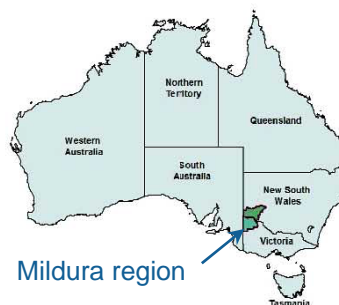 Northern
Territory
Queensland
Western
Australia
South
Australia
New South
Wales
Victoria
Mildura region
Tasmania